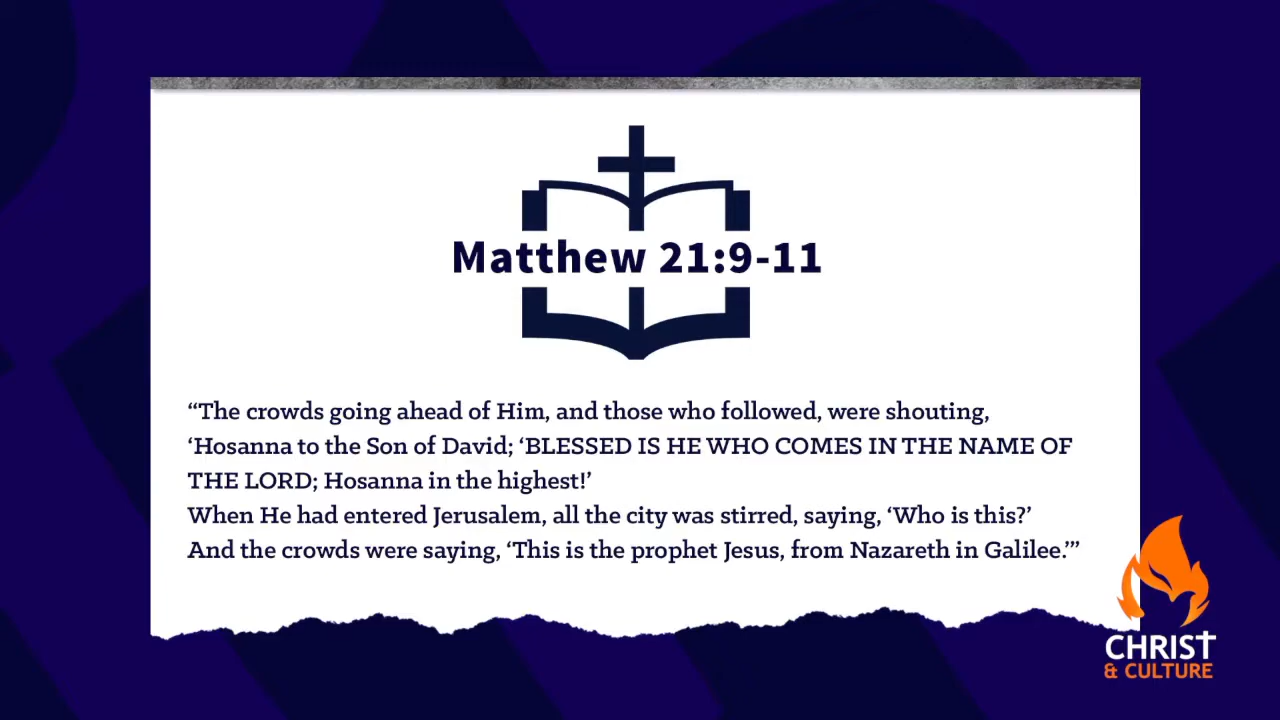 Matthew 21:9-11
“The crowds going ahead of Him, and those who followed, were shouting,
‘Hosanna to the Son of David; ‘BLESSED IS HE WHO COMES IN THE NAME OF
THE LORD; Hosanna in the highest!’
When He had entered Jerusalem, all the city was stirred, saying, ‘Who is this?’
And the crowds were saying, ‘This is the prophet Jesus, from Nazareth in Galilee.’”
CHRIST
& CULTURE